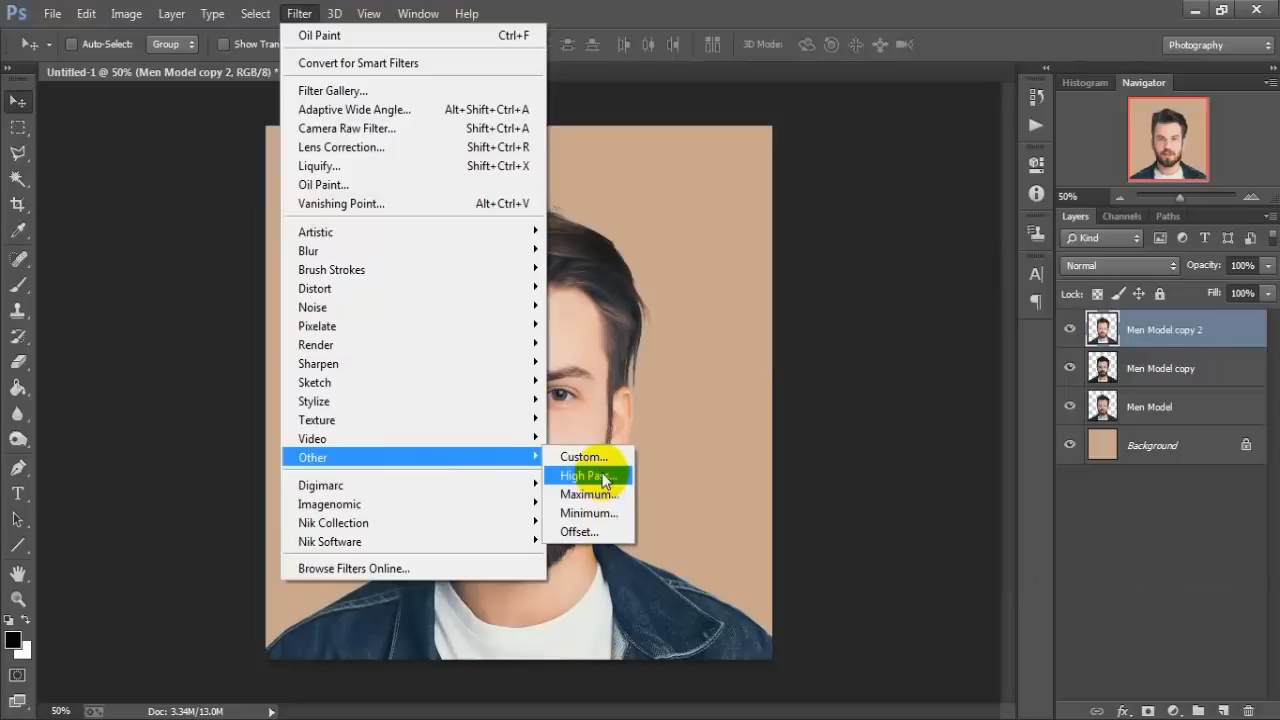 Ps File Edit Image Layer Type Select Filter 3D View Window Help
Auto-Select: Group Show Tran 3D Mode: Photography
Untitled-1 @ 50% (Men Model copy 2, RGB/8) *
Oil Paint Ctrl+F
Convert for Smart Filters
Filter Gallery...
Adaptive Wide Angle... Alt+Shift+Ctrl+A
Camera Raw Filter... Shift+Ctrl+A
Lens Correction... Shift+Ctrl+R
Liquify... Shift+Ctrl+X
Oil Paint...
Vanishing Point... Alt+Ctrl+V
Artistic
Blur
Brush Strokes
Distort
Noise
Pixelate
Render
Sharpen
Sketch
Stylize
Texture
Video
Other
Digimarc
Imagenomic
Nik Collection
Nik Software
Browse Filters Online...
Custom...
High Pass...
Maximum...
Minimum...
Offset...
Histogram Navigator
50%
Layers Channels Paths
Kind
Normal Opacity: 100%
Lock: Fill: 100%
Men Model copy 2
Men Model copy
Men Model
Background
50% Doc: 3.34M/13.0M